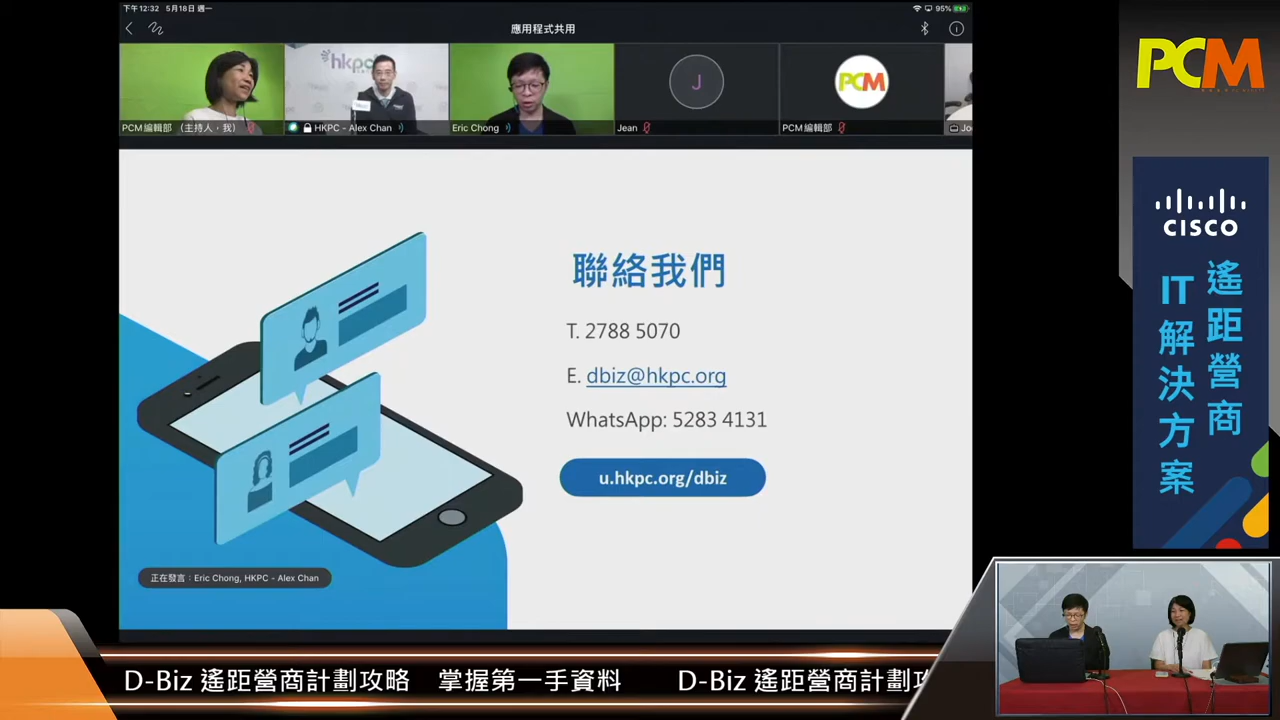 下午12:32 5月18日 週一
95%
應用程式共用
hkpc
PCM編輯部 (主持人，我)
HKPC - Alex Chan
Eric Chong
J
Jean
PCM
PCM編輯部
聯絡我們
T. 2788 5070
E. dbiz@hkpc.org
WhatsApp: 5283 4131
u.hkpc.org/dbiz
正在發言：Eric Chong, HKPC - Alex Chan
PCM
CISCO
遙距營商
IT解決方案
D-Biz 遙距營商計劃攻略 掌握第一手資料 D-Biz 遙距營商計劃